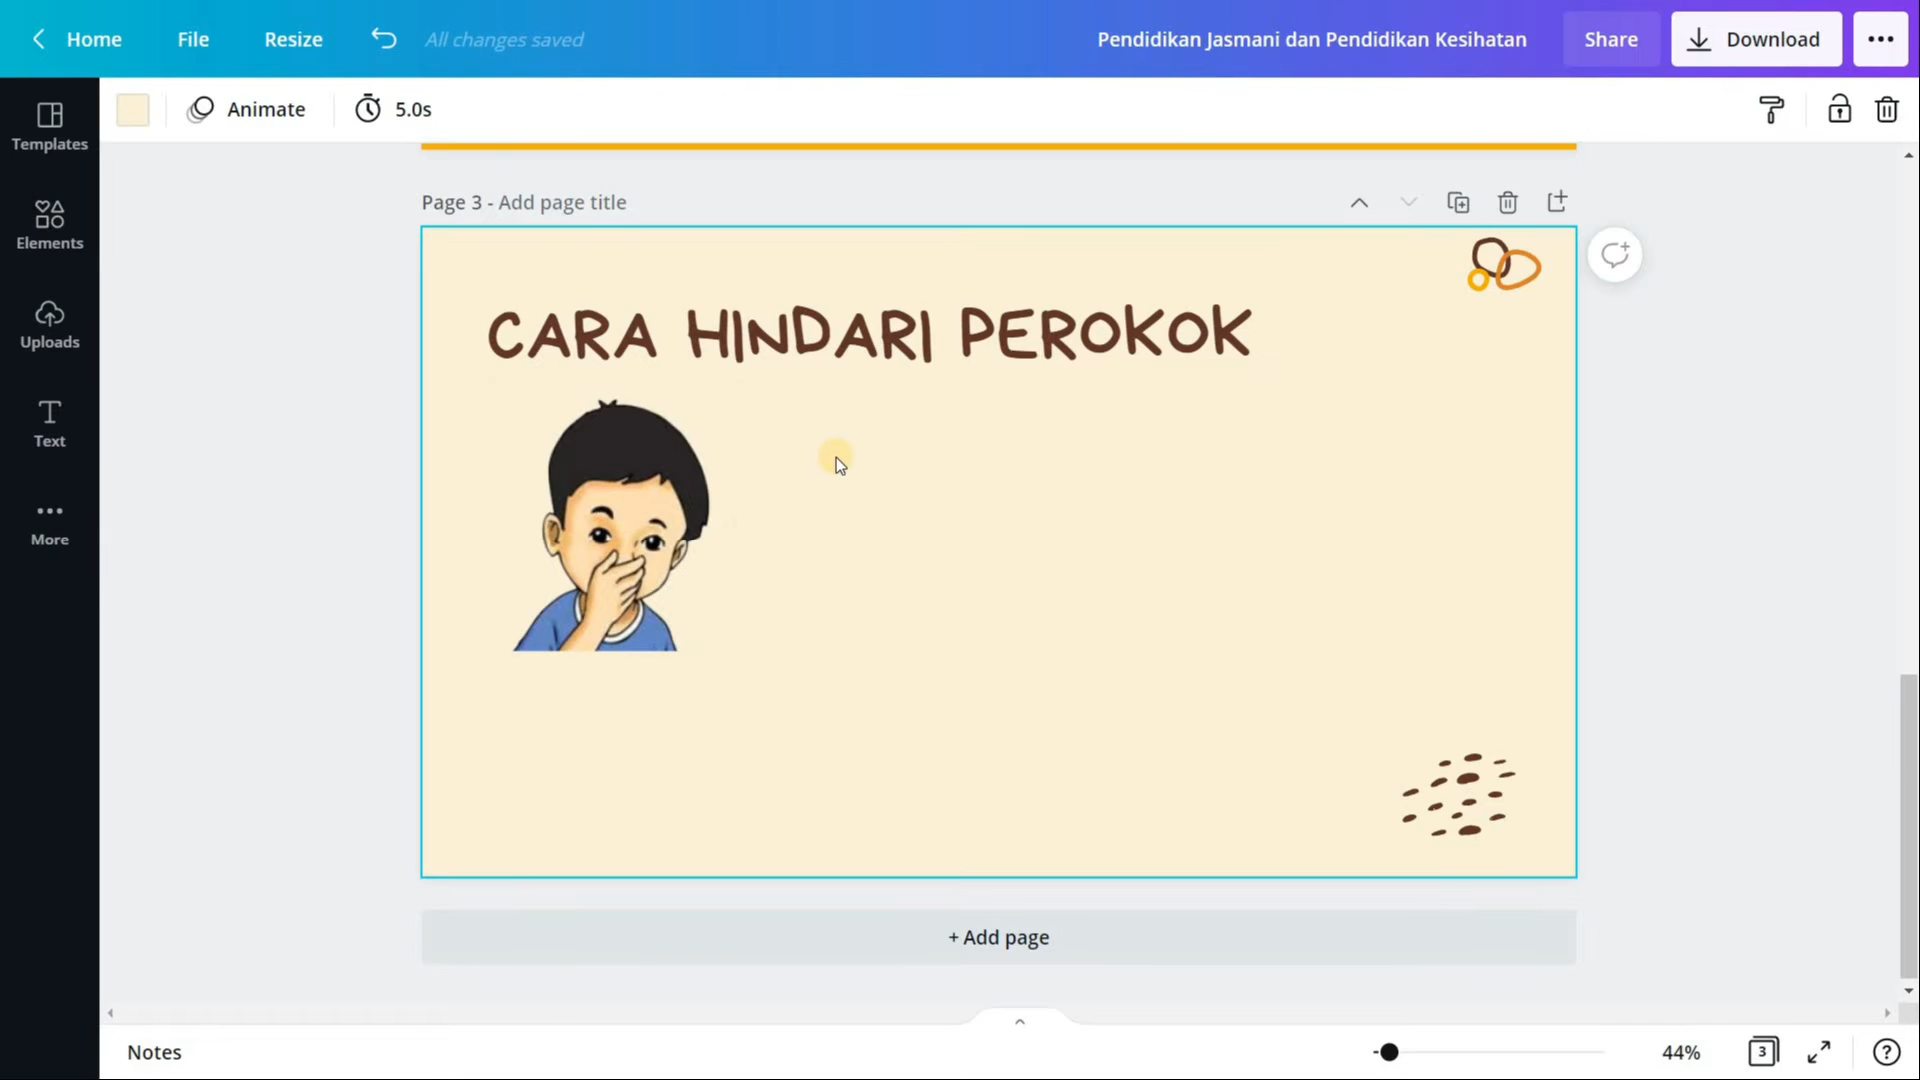 Home
File
Resize
All changes saved
Pendidikan Jasmani dan Pendidikan Kesihatan
Share
Download
Templates
Animate
5.0s
Elements
Uploads
Text
More
Page 3 - Add page title
CARA HINDARI PEROKOK
+ Add page
Notes
44%
3
?